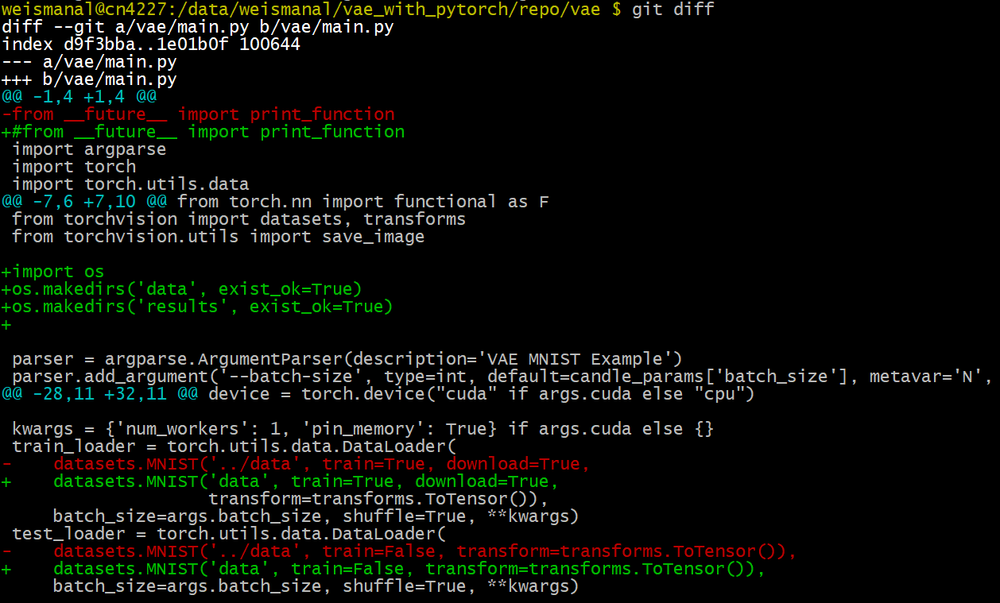 weismanal@cn4227:/data/weismanal/vae_with_pytorch/repo/vae $ git diff
diff --git a/vae/main.py b/vae/main.py
index d9f3bba..1e01b0f 100644
--- a/vae/main.py
+++ b/vae/main.py
@@ -1,4 +1,4 @@
-from __future__ import print_function
+#from __future__ import print_function
 import argparse
 import torch
 import torch.utils.data
@@ -7,6 +7,10 @@ from torch.nn import functional as F
 from torchvision import datasets, transforms
 from torchvision.utils import save_image

+import os
+os.makedirs('data', exist_ok=True)
+os.makedirs('results', exist_ok=True)
+

 parser = argparse.ArgumentParser(description='VAE MNIST Example')
 parser.add_argument('--batch-size', type=int, default=candle_params['batch_size'], metavar='N',
@@ -28,11 +32,11 @@ device = torch.device("cuda" if args.cuda else "cpu")

 kwargs = {'num_workers': 1, 'pin_memory': True} if args.cuda else {}
 train_loader = torch.utils.data.DataLoader(
-    datasets.MNIST('../data', train=True, download=True,
+    datasets.MNIST('data', train=True, download=True,
                    transform=transforms.ToTensor()),
     batch_size=args.batch_size, shuffle=True, **kwargs)
 test_loader = torch.utils.data.DataLoader(
-    datasets.MNIST('../data', train=False, transform=transforms.ToTensor()),
+    datasets.MNIST('data', train=False, transform=transforms.ToTensor()),
     batch_size=args.batch_size, shuffle=True, **kwargs)